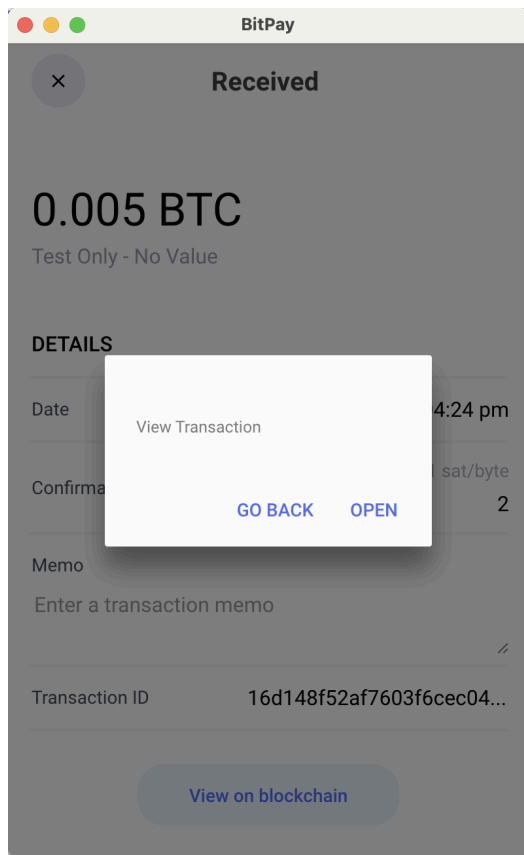 BitPay
Received
0.005 BTC
Test Only - No Value
DETAILS
Date 4:24 pm
View Transaction
sat/byte
Confirma 2
GO BACK OPEN
Memo
Enter a transaction memo
Transaction ID 16d148f52af7603f6cec04...
View on blockchain